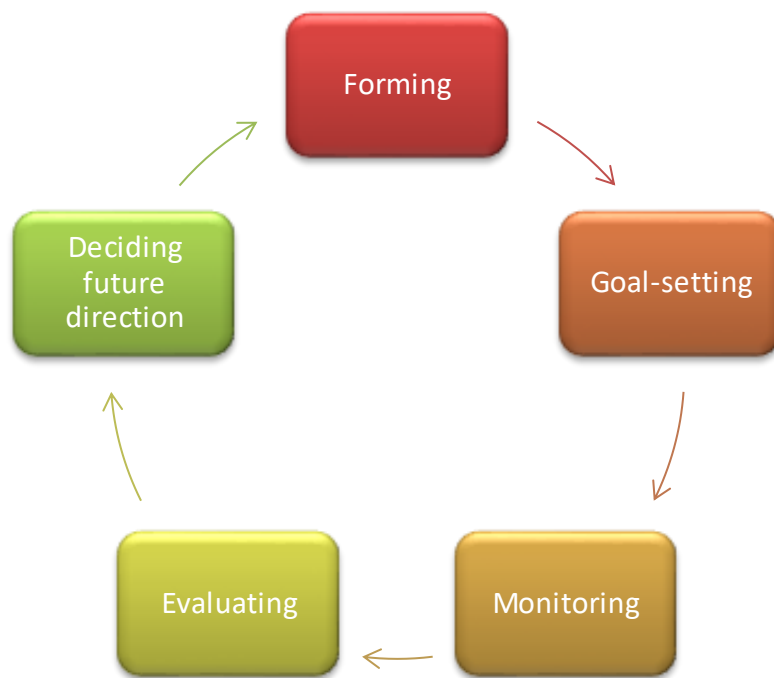 Forming
Goal-setting
Monitoring
Evaluating
Deciding
future
direction